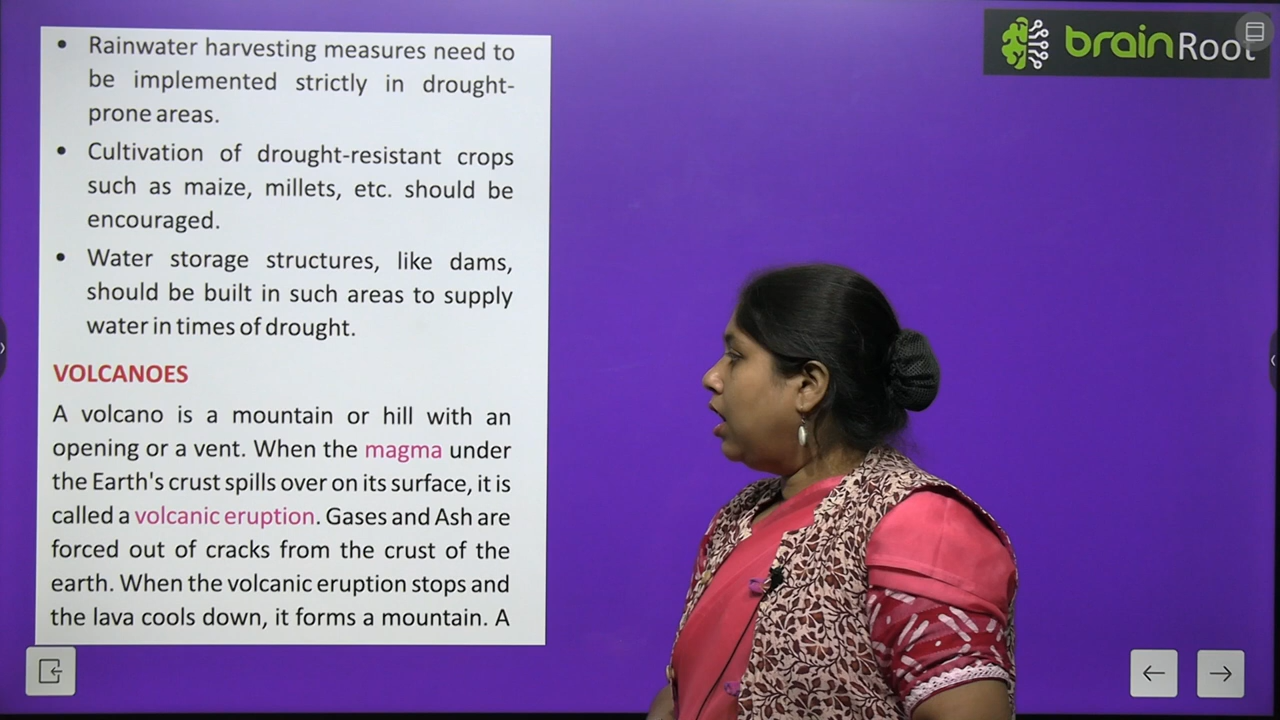 • Rainwater harvesting measures need to
be implemented strictly in drought-
prone areas.
• Cultivation of drought-resistant crops
such as maize, millets, etc. should be
encouraged.
• Water storage structures, like dams,
should be built in such areas to supply
water in times of drought.
VOLCANOES
A volcano is a mountain or hill with an
opening or a vent. When the magma under
the Earth's crust spills over on its surface, it is
called a volcanic eruption. Gases and Ash are
forced out of cracks from the crust of the
earth. When the volcanic eruption stops and
the lava cools down, it forms a mountain. A
brainRoot